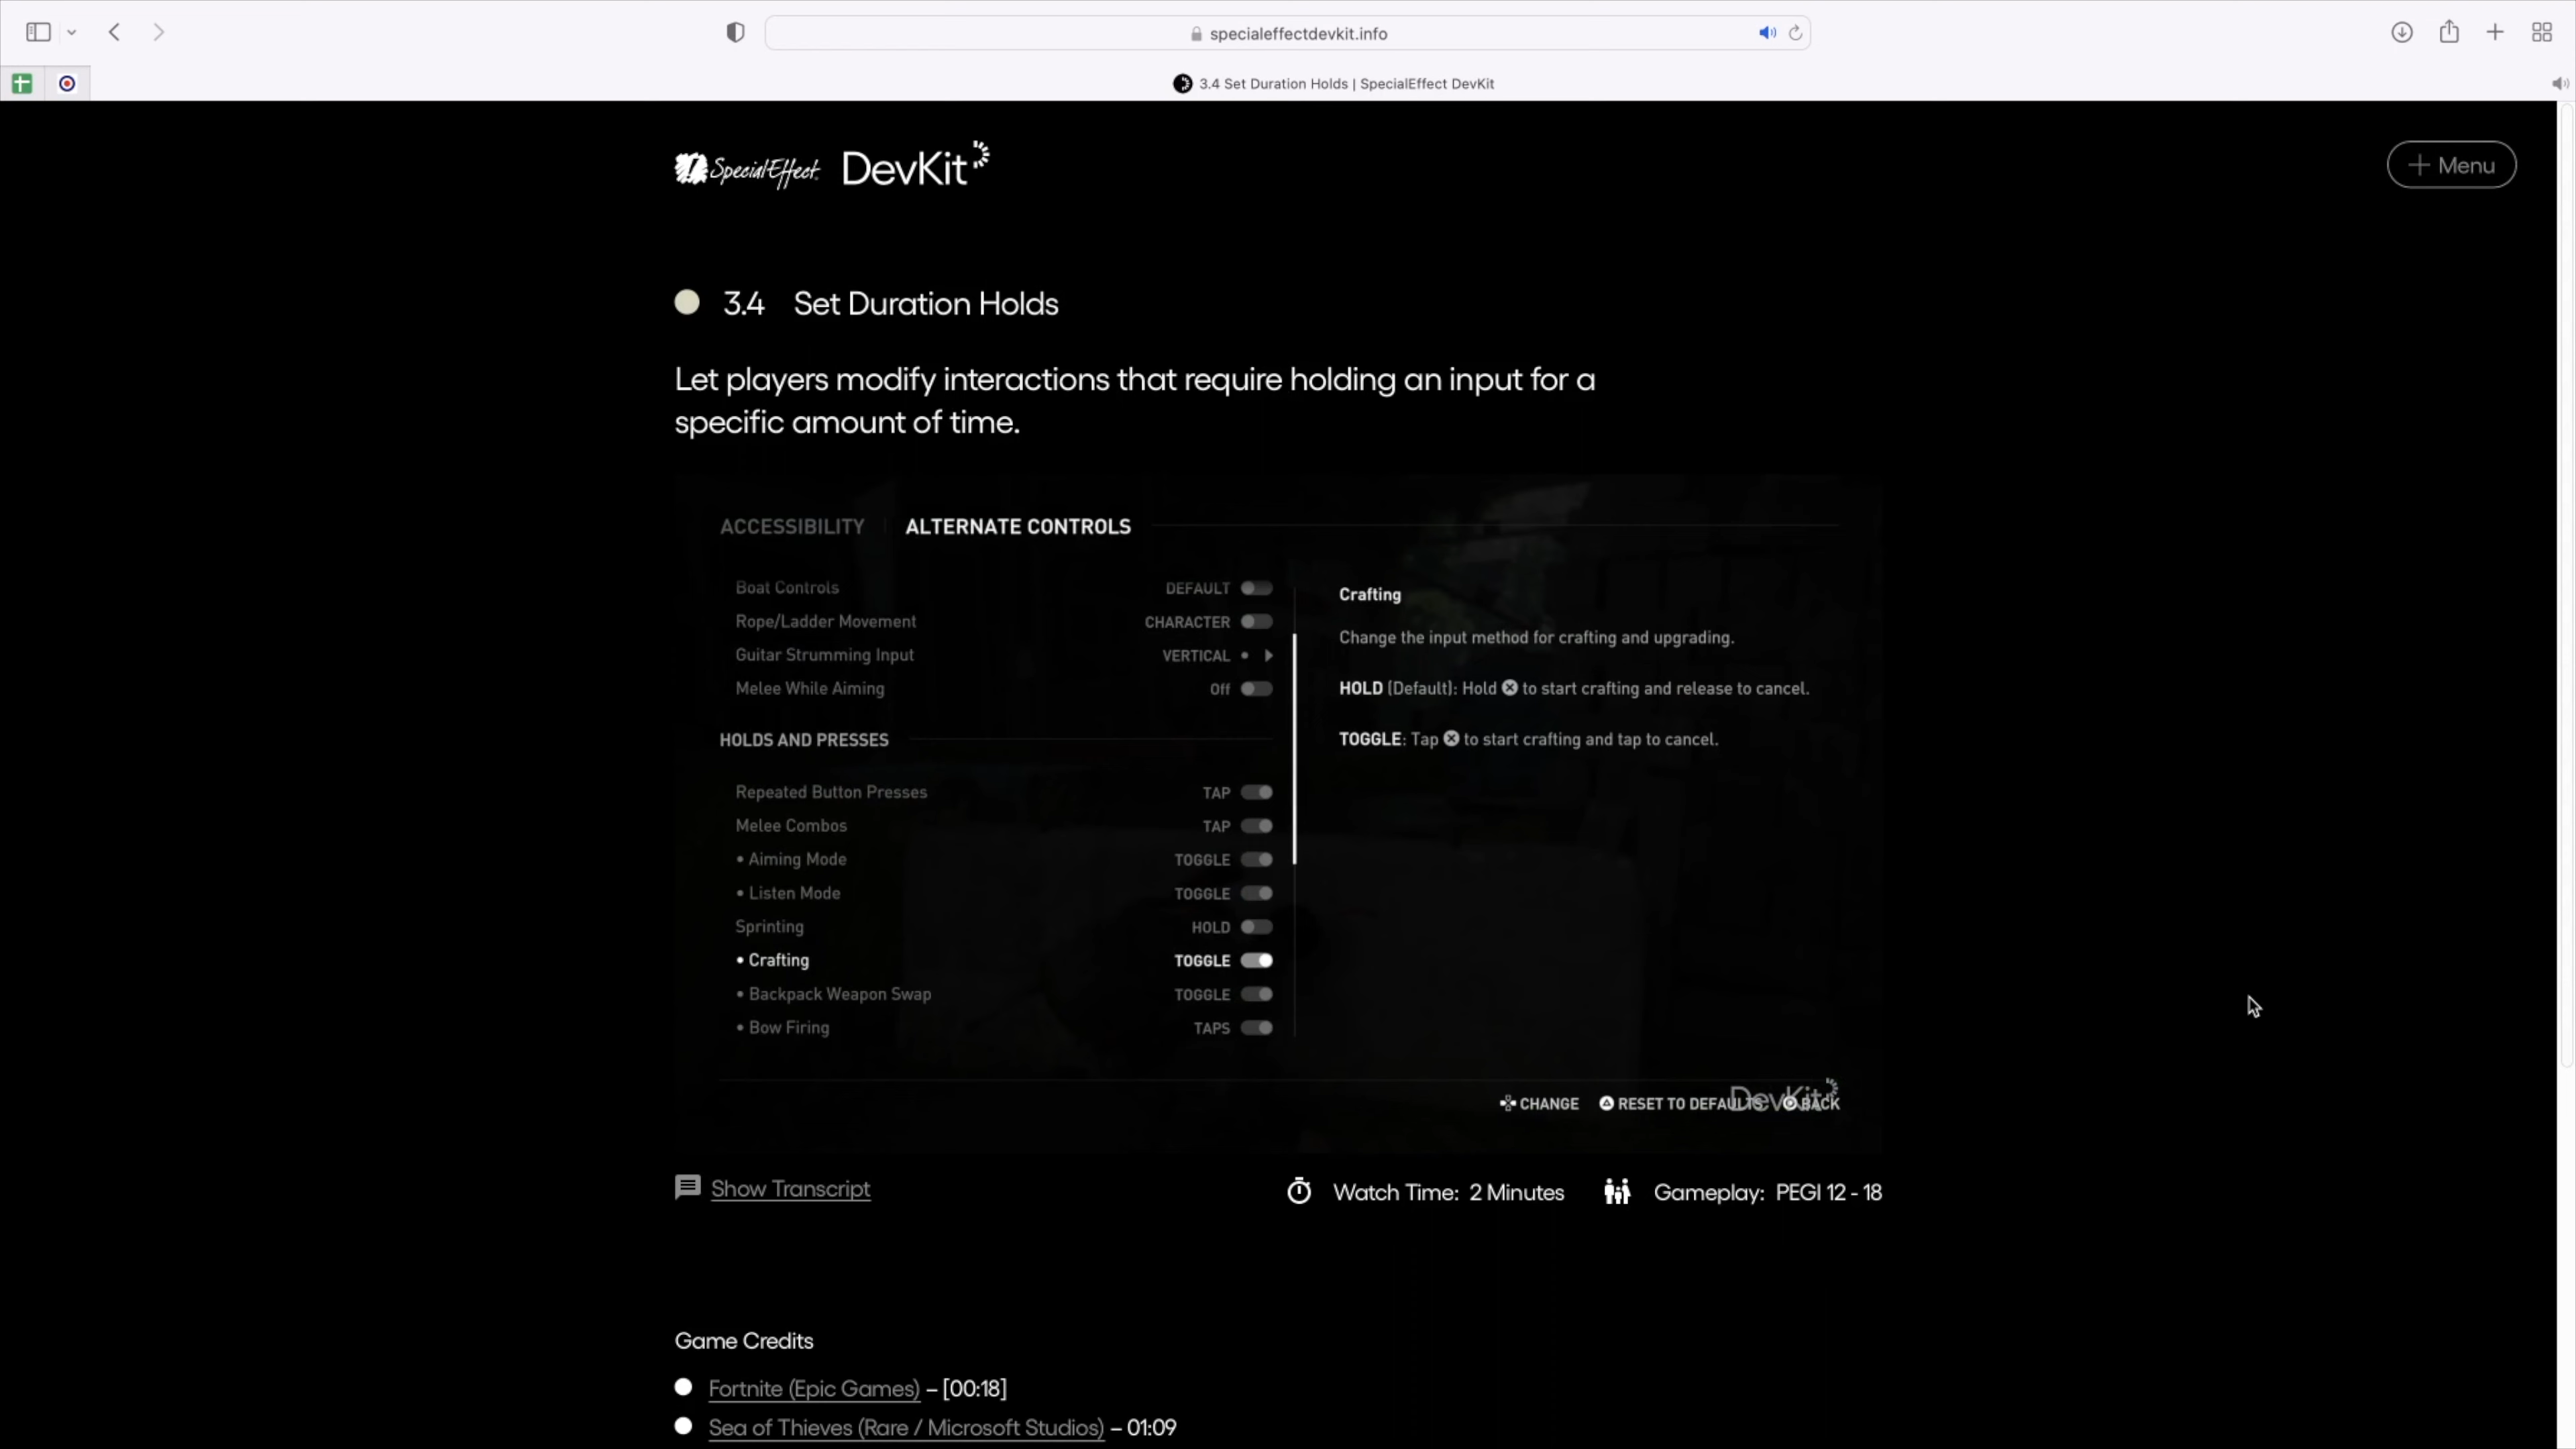 specialeffectdevkit.info
3.4 Set Duration Holds | SpecialEffect DevKit
SpecialEffect DevKit
+ Menu
3.4 Set Duration Holds
Let players modify interactions that require holding an input for a
specific amount of time.
ACCESSIBILITY ALTERNATE CONTROLS
Boat Controls DEFAULT
Rope/Ladder Movement CHARACTER
Guitar Strumming Input VERTICAL
Melee While Aiming Off
HOLDS AND PRESSES
Repeated Button Presses TAP
Melee Combos TAP
• Aiming Mode TOGGLE
• Listen Mode TOGGLE
Sprinting HOLD
• Crafting TOGGLE
• Backpack Weapon Swap TOGGLE
• Bow Firing TAPS
Crafting
Change the input method for crafting and upgrading.
HOLD (Default): Hold ⊗ to start crafting and release to cancel.
TOGGLE: Tap ⊗ to start crafting and tap to cancel.
CHANGE RESET TO DEFAULTS BACK
DevKit
Show Transcript
Watch Time: 2 Minutes Gameplay: PEGI 12 - 18
Game Credits
Fortnite (Epic Games) – [00:18]
Sea of Thieves (Rare / Microsoft Studios) – 01:09